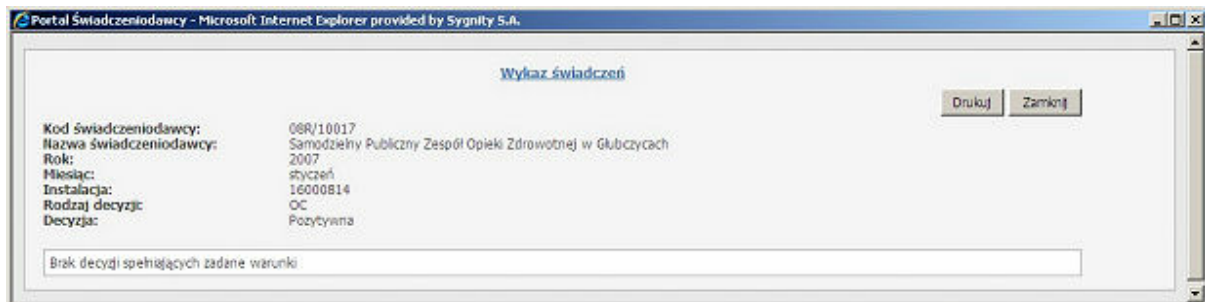 Portal Świadczeniodawcy - Microsoft Internet Explorer provided by Sygnity S.A.
Wykaz świadczeń
Drukuj Zamknij
Kod świadczeniodawcy: 08R/10017
Nazwa świadczeniodawcy: Samodzielny Publiczny Zespół Opieki Zdrowotnej w Głubczycach
Rok: 2007
Miesiąc: styczeń
Instalacja: 16000814
Rodzaj decyzji: OC
Decyzja: Pozytywna
Brak decyzji spełniających zadane warunki